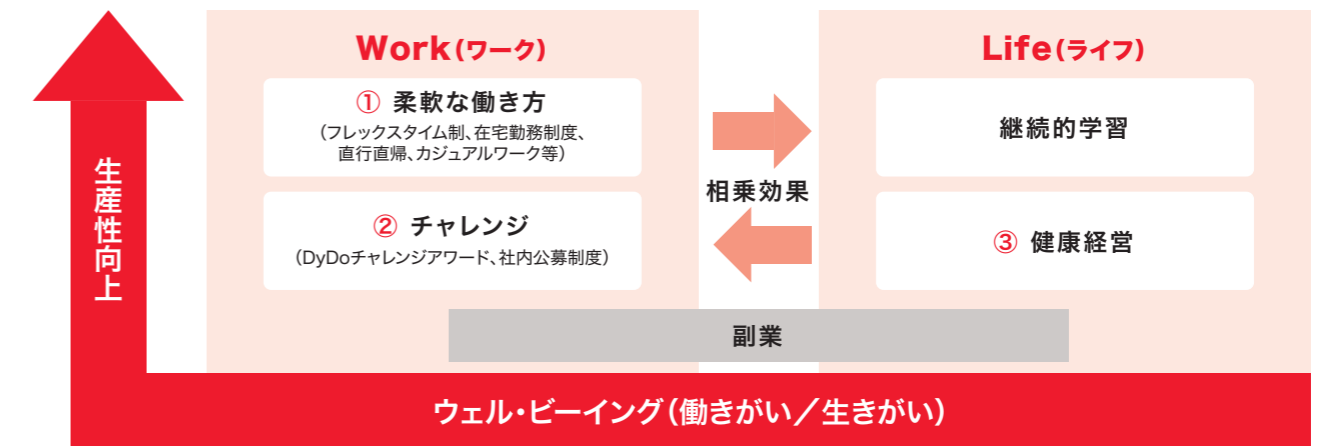 Work(ワーク)
① 柔軟な働き方
(フレックスタイム制、在宅勤務制度、
直行直帰、カジュアルワーク等)
② チャレンジ
(DyDoチャレンジアワード、社内公募制度)
相乗効果
Life(ライフ)
継続的学習
③ 健康経営
副業
生産性向上
ウェル・ビーイング(働きがい/生きがい)